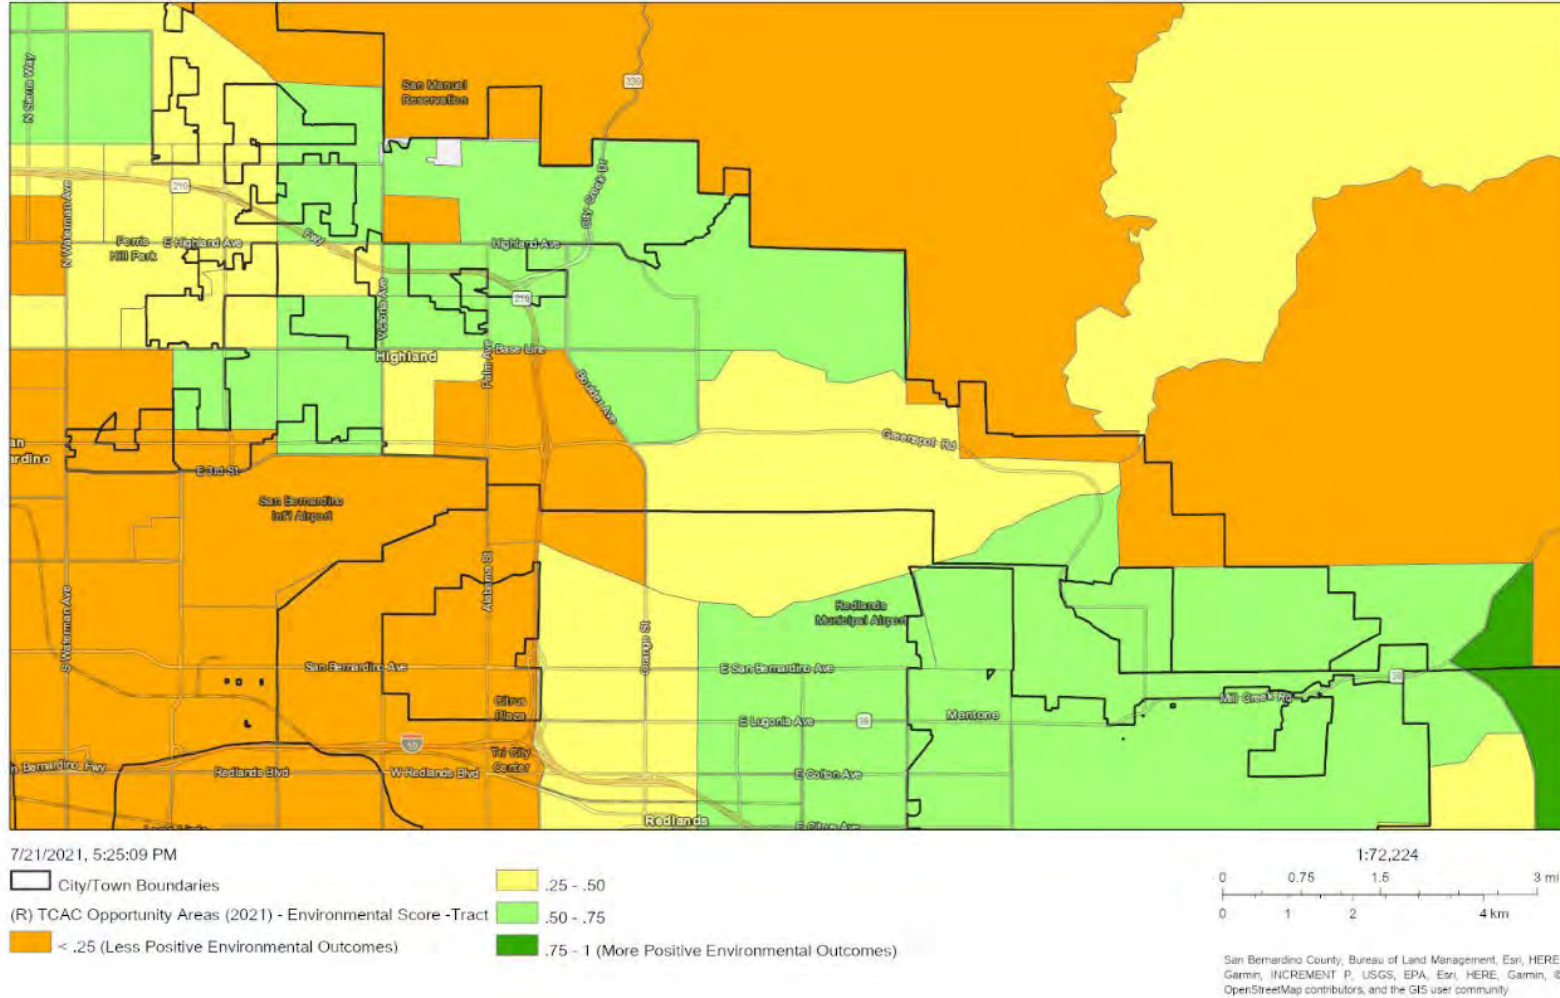 N Sierra Way
San Manuel
Reservation
330
210
N Waterman Ave
City Creek Dr
Perris
Hill Park
E Highland Ave
Fwy
Highland Ave
Victoria Ave
210
Highland
Palm Ave
Base Line
Boulder Ave
Greenspot Rd
an
ardino
E 3rd St
San Bernardino
Int'l Airport
Alabama St
S Waterman Ave
Orange St
Redlands
Municipal Airport
San Bernardino Ave
E San Bernardino Ave
38
Mill Creek Rd
Citrus
Plaza
E Lugonia Ave
38
Mentone
10
Tri City
Center
n Bernardino Fwy
Redlands Blvd
W Redlands Blvd
E Colton Ave
Redlands
E Citrus Ave
7/21/2021, 5:25:09 PM
City/Town Boundaries
(R) TCAC Opportunity Areas (2021) - Environmental Score -Tract
< .25 (Less Positive Environmental Outcomes)
.25 - .50
.50 - .75
.75 - 1 (More Positive Environmental Outcomes)
1:72,224
0 0.75 1.5 3 mi
0 1 2 4 km
San Bernardino County, Bureau of Land Management, Esri, HERE,
Garmin, INCREMENT P, USGS, EPA, Esri, HERE, Garmin, ©
OpenStreetMap contributors, and the GIS user community